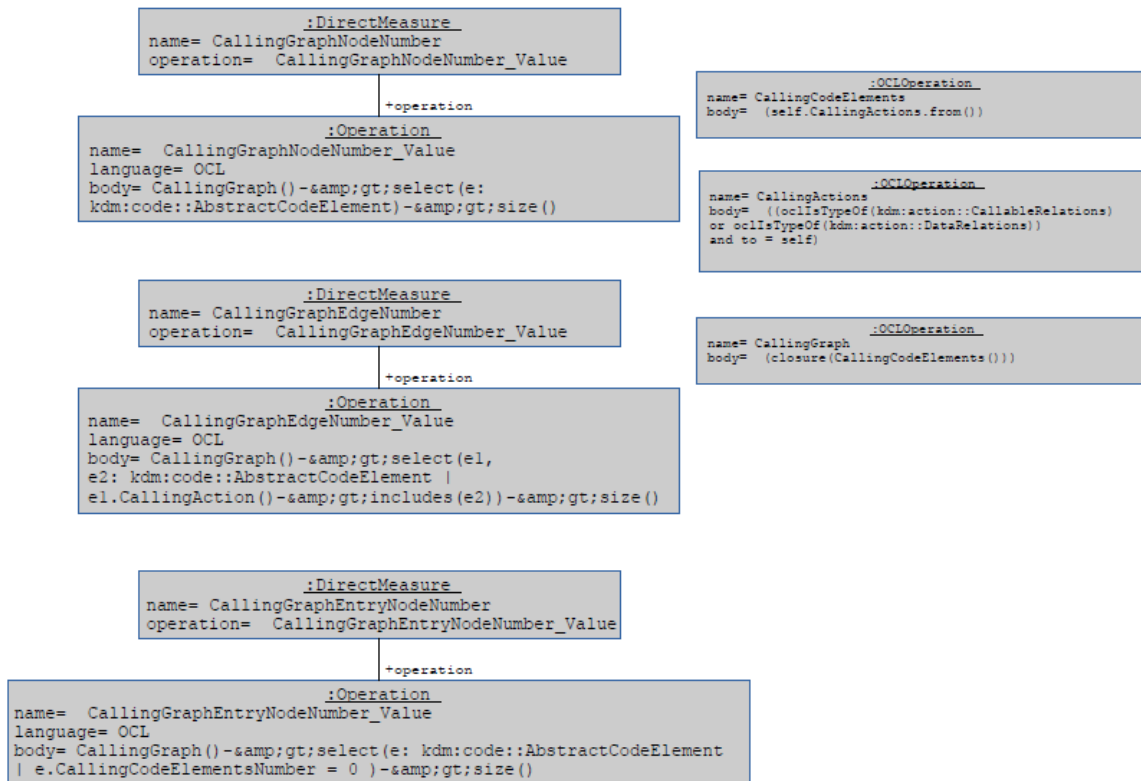 :DirectMeasure
name= CallingGraphNodeNumber
operation= CallingGraphNodeNumber_Value
+operation
:Operation
name= CallingGraphNodeNumber_Value
language= OCL
body= CallingGraph()-&amp;gt;select(e:
kdm:code::AbstractCodeElement)-&amp;gt;size()
:DirectMeasure
name= CallingGraphEdgeNumber
operation= CallingGraphEdgeNumber_Value
+operation
:Operation
name= CallingGraphEdgeNumber_Value
language= OCL
body= CallingGraph()-&amp;gt;select(e1,
e2: kdm:code::AbstractCodeElement |
e1.CallingAction()-&amp;gt;includes(e2))-&amp;gt;size()
:DirectMeasure
name= CallingGraphEntryNodeNumber
operation= CallingGraphEntryNodeNumber_Value
+operation
:Operation
name= CallingGraphEntryNodeNumber_Value
language= OCL
body= CallingGraph()-&amp;gt;select(e: kdm:code::AbstractCodeElement
| e.CallingCodeElementsNumber = 0 )-&amp;gt;size()
:OCLOperation
name= CallingCodeElements
body= (self.CallingActions.from())
:OCLOperation
name= CallingActions
body= ((oclIsTypeOf(kdm:action::CallableRelations)
or oclIsTypeOf(kdm:action::DataRelations))
and to = self)
:OCLOperation
name= CallingGraph
body= (closure(CallingCodeElements()))